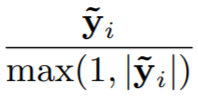 ỹ_i
max(1, |ỹ_i|)